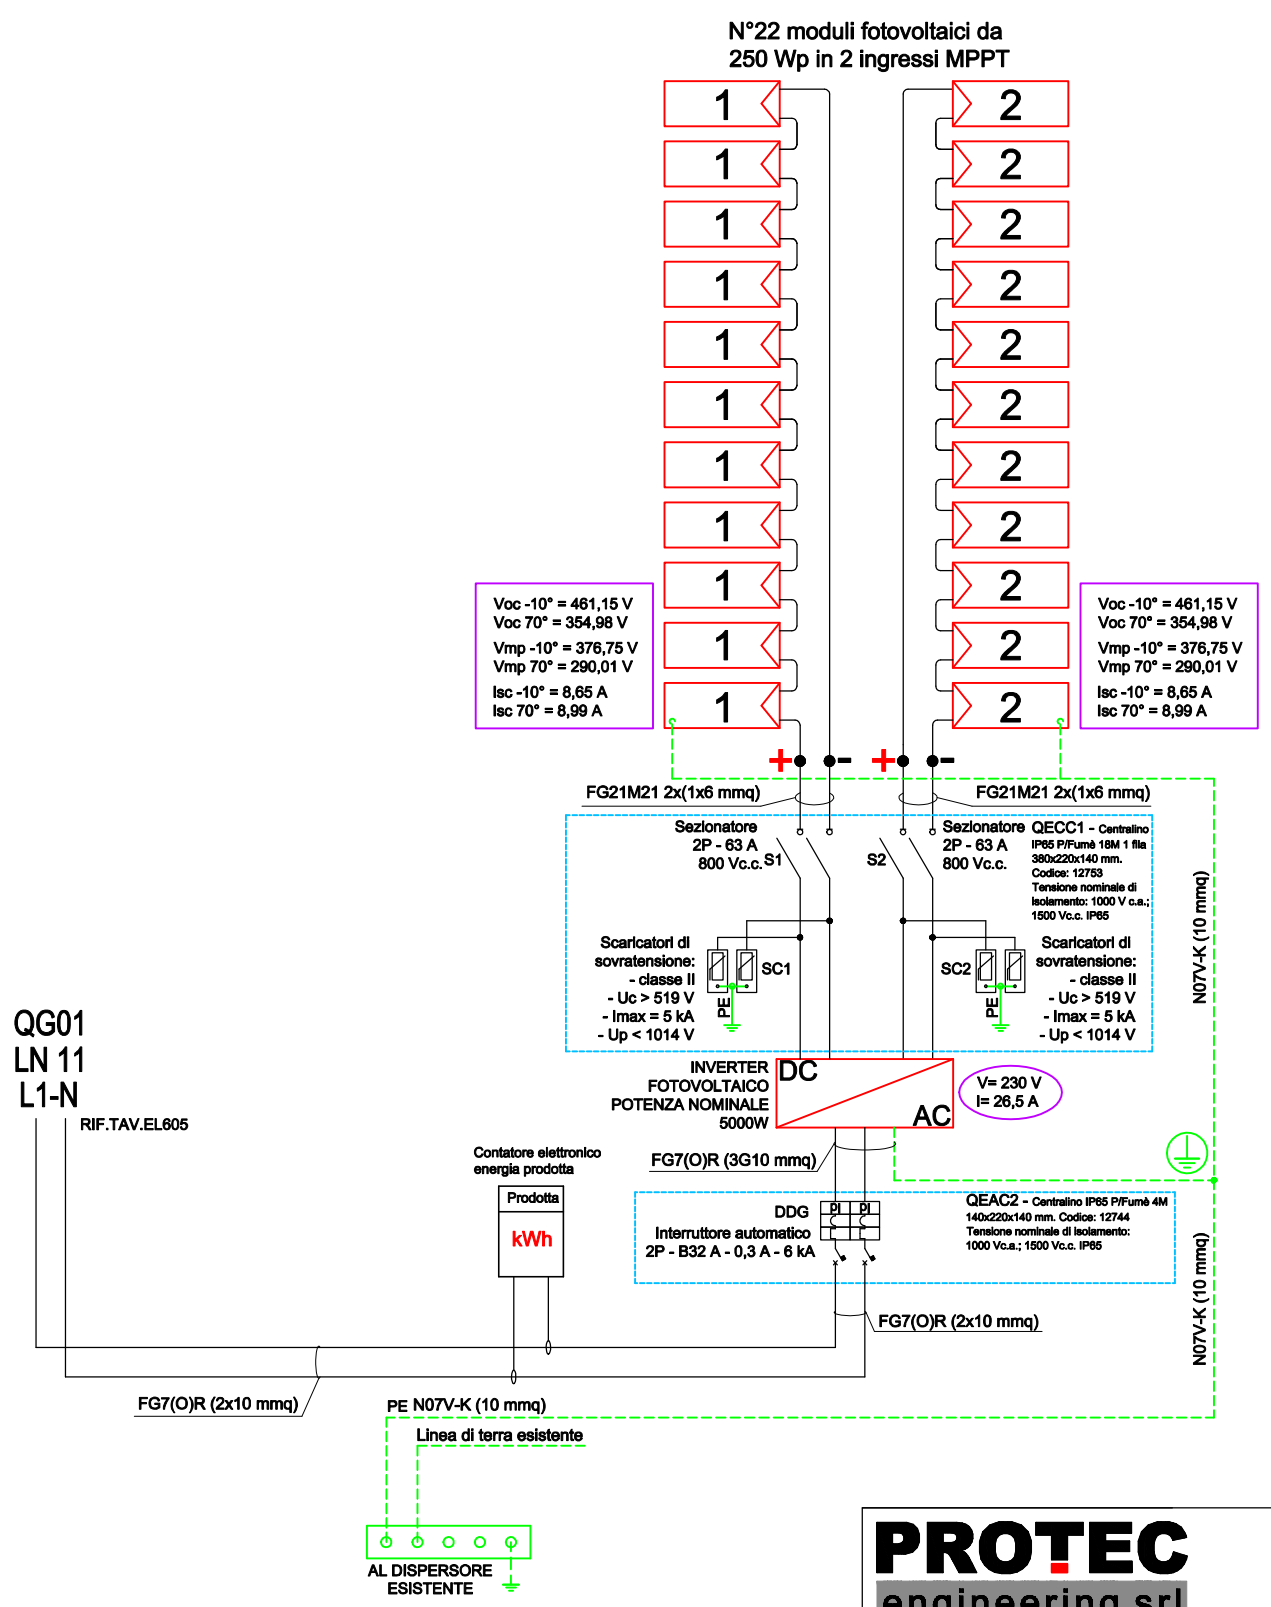 N°22 moduli fotovoltaici da
250 Wp in 2 ingressi MPPT
1 2
1 2
1 2
1 2
1 2
1 2
1 2
1 2
1 2
1 2
1 2
Voc -10° = 461,15 V
Voc 70° = 354,98 V
Vmp -10° = 376,75 V
Vmp 70° = 290,01 V
Isc -10° = 8,65 A
Isc 70° = 8,99 A
Voc -10° = 461,15 V
Voc 70° = 354,98 V
Vmp -10° = 376,75 V
Vmp 70° = 290,01 V
Isc -10° = 8,65 A
Isc 70° = 8,99 A
+ - + -
FG21M21 2x(1x6 mmq)
FG21M21 2x(1x6 mmq)
Sezionatore
2P - 63 A
800 Vc.c.
S1
S2
Sezionatore
2P - 63 A
800 Vc.c.
QECC1 - Centralino
IP65 P/Fumè 18M 1 fila
380x220x140 mm.
Codice: 12753
Tensione nominale di
isolamento: 1000 V c.a.;
1500 Vc.c. IP65
N07V-K (10 mmq)
Scaricatori di
sovratensione:
- classe II
- Uc > 519 V
- Imax = 5 kA
- Up < 1014 V
SC1
PE
SC2
PE
Scaricatori di
sovratensione:
- classe II
- Uc > 519 V
- Imax = 5 kA
- Up < 1014 V
QG01
LN 11
L1-N
RIF.TAV.EL605
INVERTER
FOTOVOLTAICO
POTENZA NOMINALE
5000W
DC
AC
V= 230 V
I= 26,5 A
FG7(O)R (3G10 mmq)
Contatore elettronico
energia prodotta
Prodotta
kWh
DDG
Interruttore automatico
2P - B32 A - 0,3 A - 6 kA
PI PI
QEAC2 - Centralino IP65 P/Fumè 4M
140x220x140 mm. Codice: 12744
Tensione nominale di isolamento:
1000 Vc.a.; 1500 Vc.c. IP65
N07V-K (10 mmq)
FG7(O)R (2x10 mmq)
FG7(O)R (2x10 mmq)
PE N07V-K (10 mmq)
Linea di terra esistente
AL DISPERSORE
ESISTENTE
PROTEC
engineering srl